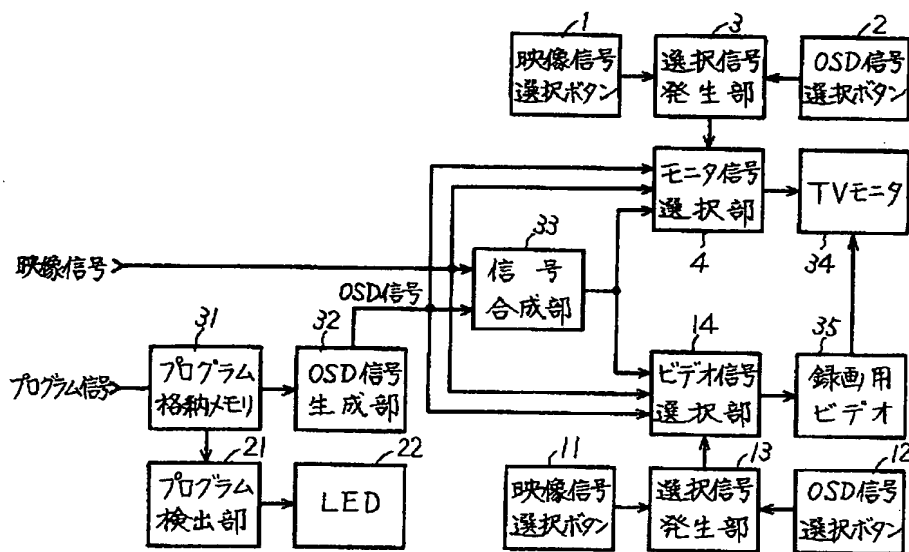 1
3
2
映像信号
選択ボタン
選択信号
発生部
OSD信号
選択ボタン
モニタ信号
選択部
4
TVモニタ
34
映像信号
33
信号
合成部
OSD信号
31
32
14
35
プログラム信号
プログラム
格納メモリ
OSD信号
生成部
ビデオ信号
選択部
録画用
ビデオ
21
22
11
13
12
プログラム
検出部
LED
映像信号
選択ボタン
選択信号
発生部
OSD信号
選択ボタン